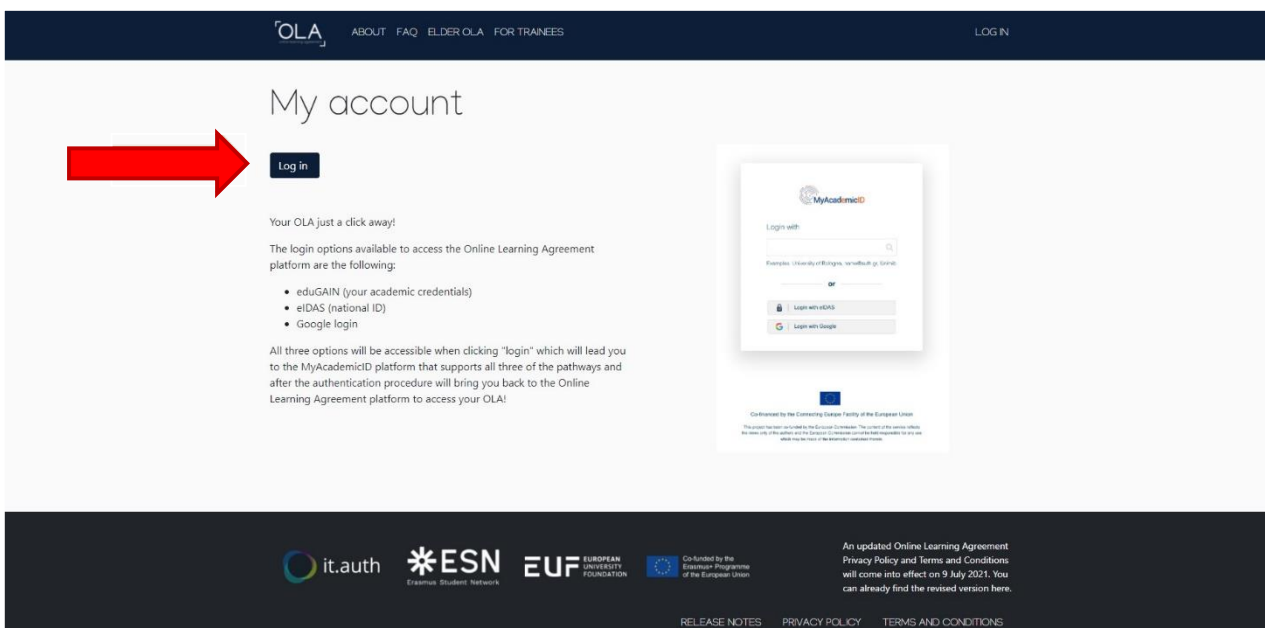 OLA
ABOUT FAQ ELDER OLA FOR TRAINEES
LOG IN
My account
Log in
Your OLA just a click away!
The login options available to access the Online Learning Agreement
platform are the following:
eduGAIN (your academic credentials)
eIDAS (national ID)
Google login
All three options will be accessible when clicking "login" which will lead you
to the MyAcademicID platform that supports all three of the pathways and
after the authentication procedure will bring you back to the Online
Learning Agreement platform to access your OLA!
MyAcademicID
Login with
Examples: University of Bologna,
or
Login with eIDAS
Login with Google
Co-financed by the Connecting Europe Facility of the European Union
it.auth
ESN
Erasmus Student Network
EUF
EUROPEAN
UNIVERSITY
FOUNDATION
Co-funded by the
Erasmus+ Programme
of the European Union
An updated Online Learning Agreement
Privacy Policy and Terms and Conditions
will come into effect on 9 July 2021. You
can already find the revised version here.
RELEASE NOTES PRIVACY POLICY TERMS AND CONDITIONS